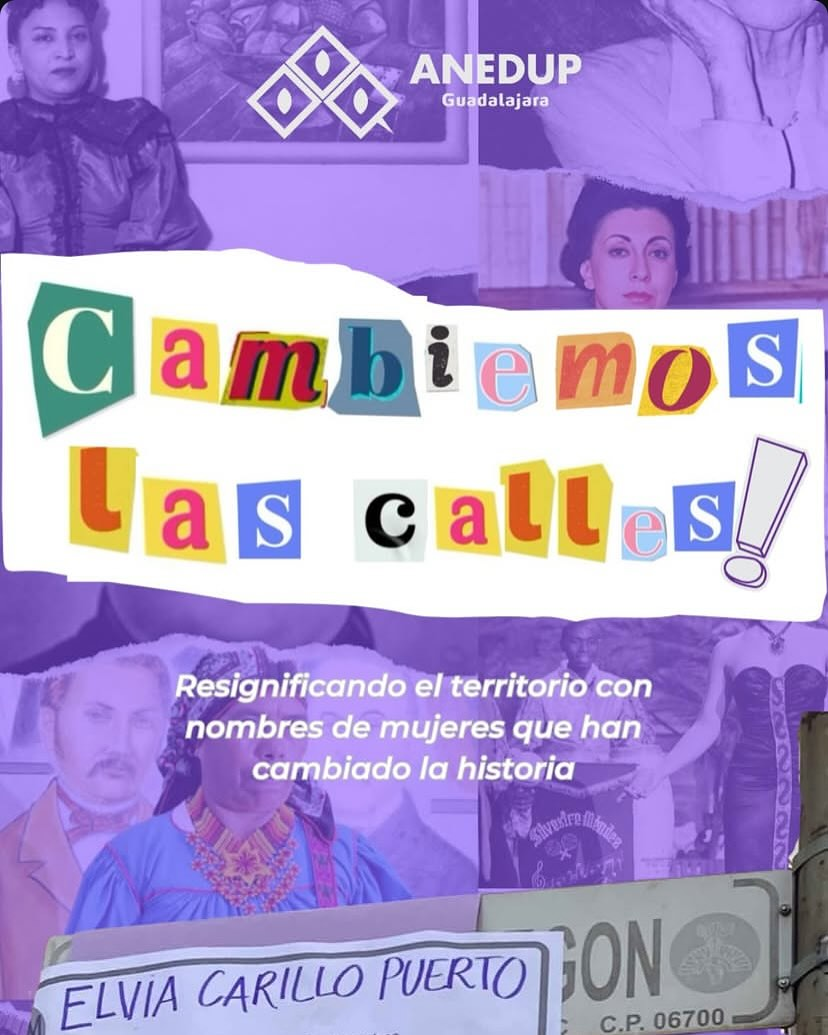 ANEDUP
Guadalajara
Cambiemos
las calles!
Resignificando el territorio con
nombres de mujeres que han
cambiado la historia
Silvestre Méndez
ELVIA CARILLO PUERTO
GON
C.P. 06700